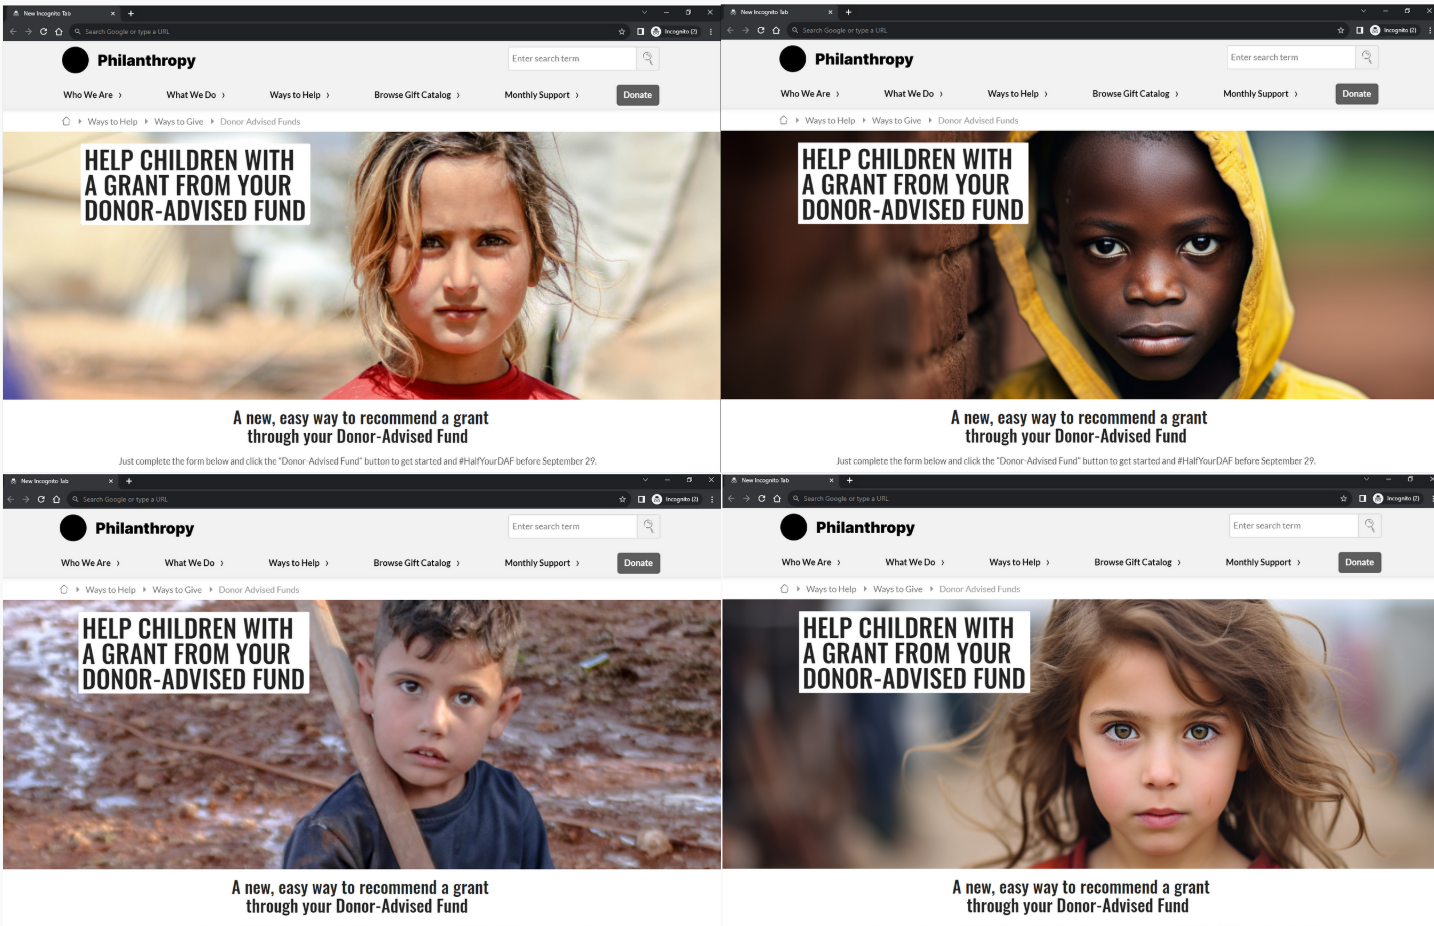 New Incognito Tab
Search Google or type a URL
Incognito (2)
Philanthropy
Enter search term
Who We Are
What We Do
Ways to Help
Browse Gift Catalog
Monthly Support
Donate
Ways to Help
Ways to Give
Donor Advised Funds
HELP CHILDREN WITH
A GRANT FROM YOUR
DONOR-ADVISED FUND
A new, easy way to recommend a grant
through your Donor-Advised Fund
Just complete the form below and click the "Donor-Advised Fund" button to get started and #HalfYourDAF before September 29.
New Incognito Tab
Search Google or type a URL
Incognito (2)
Philanthropy
Enter search term
Who We Are
What We Do
Ways to Help
Browse Gift Catalog
Monthly Support
Donate
Ways to Help
Ways to Give
Donor Advised Funds
HELP CHILDREN WITH
A GRANT FROM YOUR
DONOR-ADVISED FUND
A new, easy way to recommend a grant
through your Donor-Advised Fund
Just complete the form below and click the "Donor-Advised Fund" button to get started and #HalfYourDAF before September 29.
New Incognito Tab
Search Google or type a URL
Incognito (2)
Philanthropy
Enter search term
Who We Are
What We Do
Ways to Help
Browse Gift Catalog
Monthly Support
Donate
Ways to Help
Ways to Give
Donor Advised Funds
HELP CHILDREN WITH
A GRANT FROM YOUR
DONOR-ADVISED FUND
A new, easy way to recommend a grant
through your Donor-Advised Fund
New Incognito Tab
Search Google or type a URL
Incognito (2)
Philanthropy
Enter search term
Who We Are
What We Do
Ways to Help
Browse Gift Catalog
Monthly Support
Donate
Ways to Help
Ways to Give
Donor Advised Funds
HELP CHILDREN WITH
A GRANT FROM YOUR
DONOR-ADVISED FUND
A new, easy way to recommend a grant
through your Donor-Advised Fund